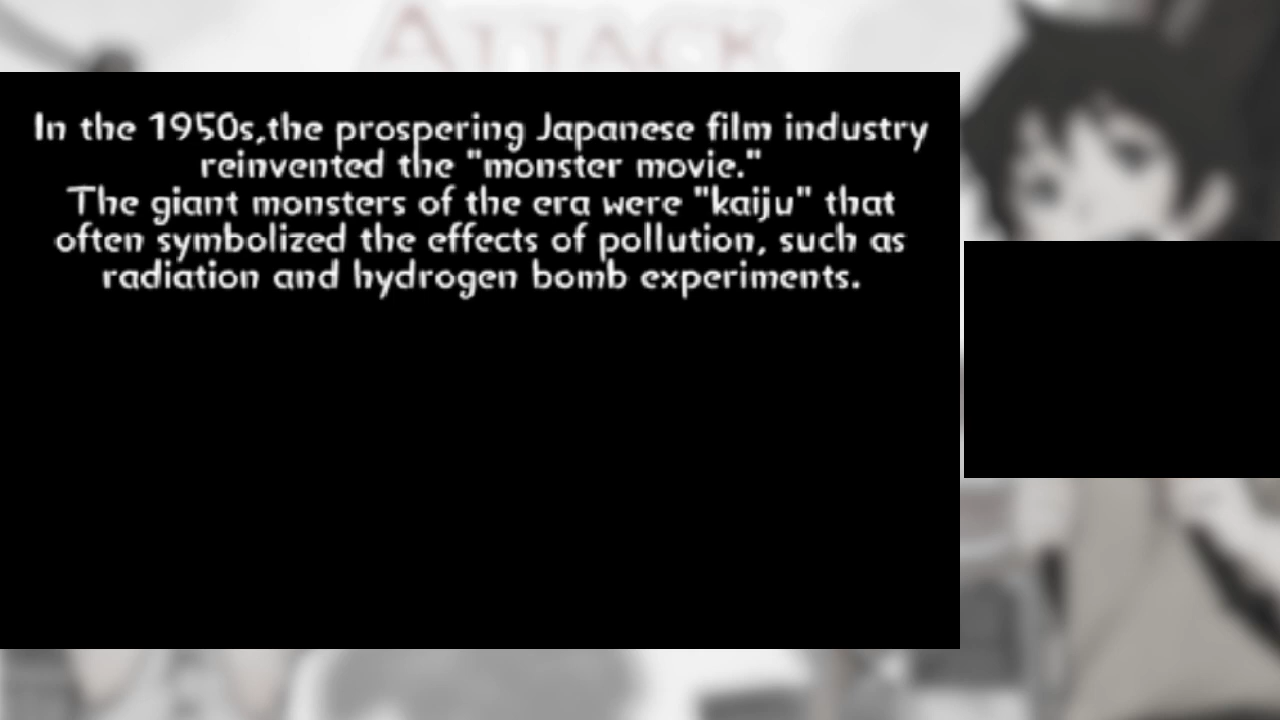 ATTACK
In the 1950s,the prospering Japanese film industry
reinvented the "monster movie."
The giant monsters of the era were "kaiju" that
often symbolized the effects of pollution, such as
radiation and hydrogen bomb experiments.